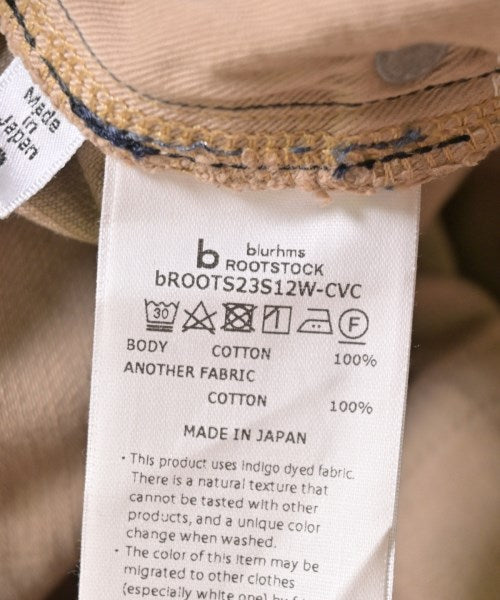 Made
in
Japan
b blurhms
ROOTSTOCK
bROOTS23S12W-CVC
30
F
BODY COTTON 100%
ANOTHER FABRIC
COTTON 100%
MADE IN JAPAN
・This product uses indigo dyed fabric.
There is a natural texture that
cannot be tasted with other
products, and a unique color
change when washed.
・The color of this item may be
migrated to other clothes
(especially white one) by